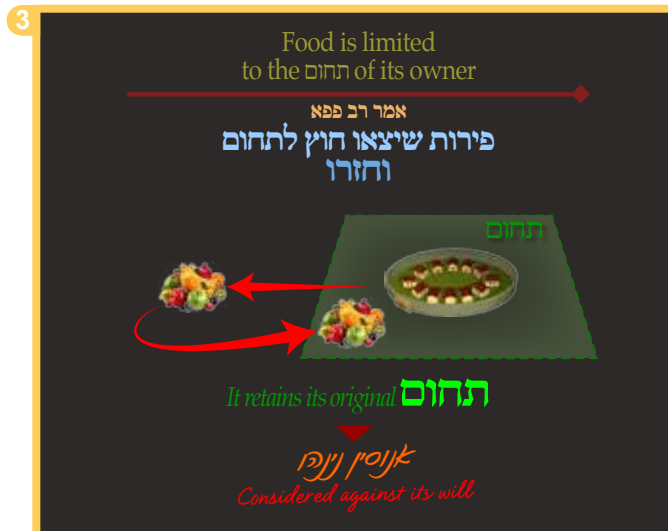 3
Food is limited
to the תחום of its owner
אמר רב פפא
פירות שיצאו חוץ לתחום
וחזרו
תחום
It retains its original תחום
אנוסין נינהו
Considered against its will